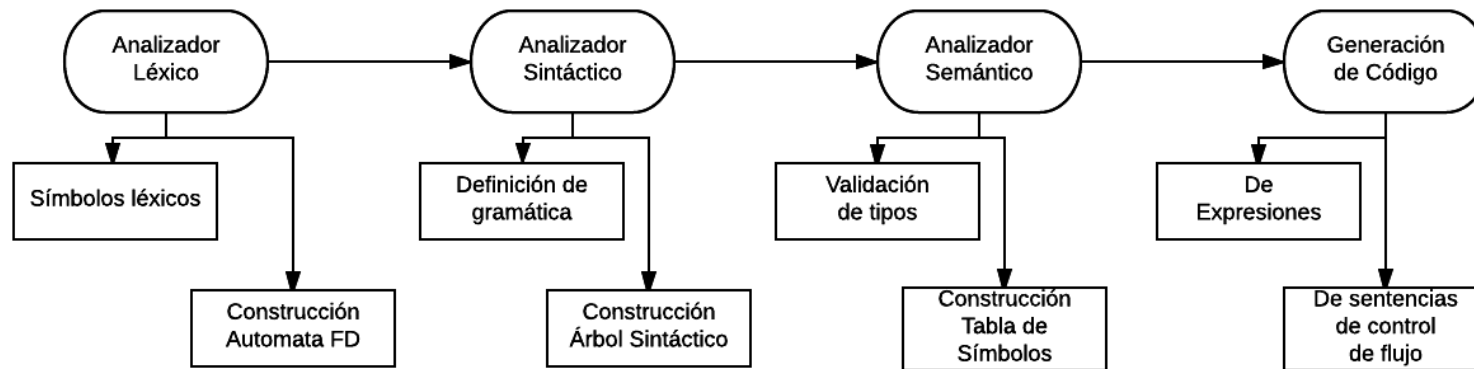 Analizador
Léxico
Analizador
Sintáctico
Analizador
Semántico
Generación
de Código
Símbolos léxicos
Definición de
gramática
Validación
de tipos
De
Expresiones
Construcción
Automata FD
Construcción
Árbol Sintáctico
Construcción
Tabla de
Símbolos
De sentencias
de control
de flujo